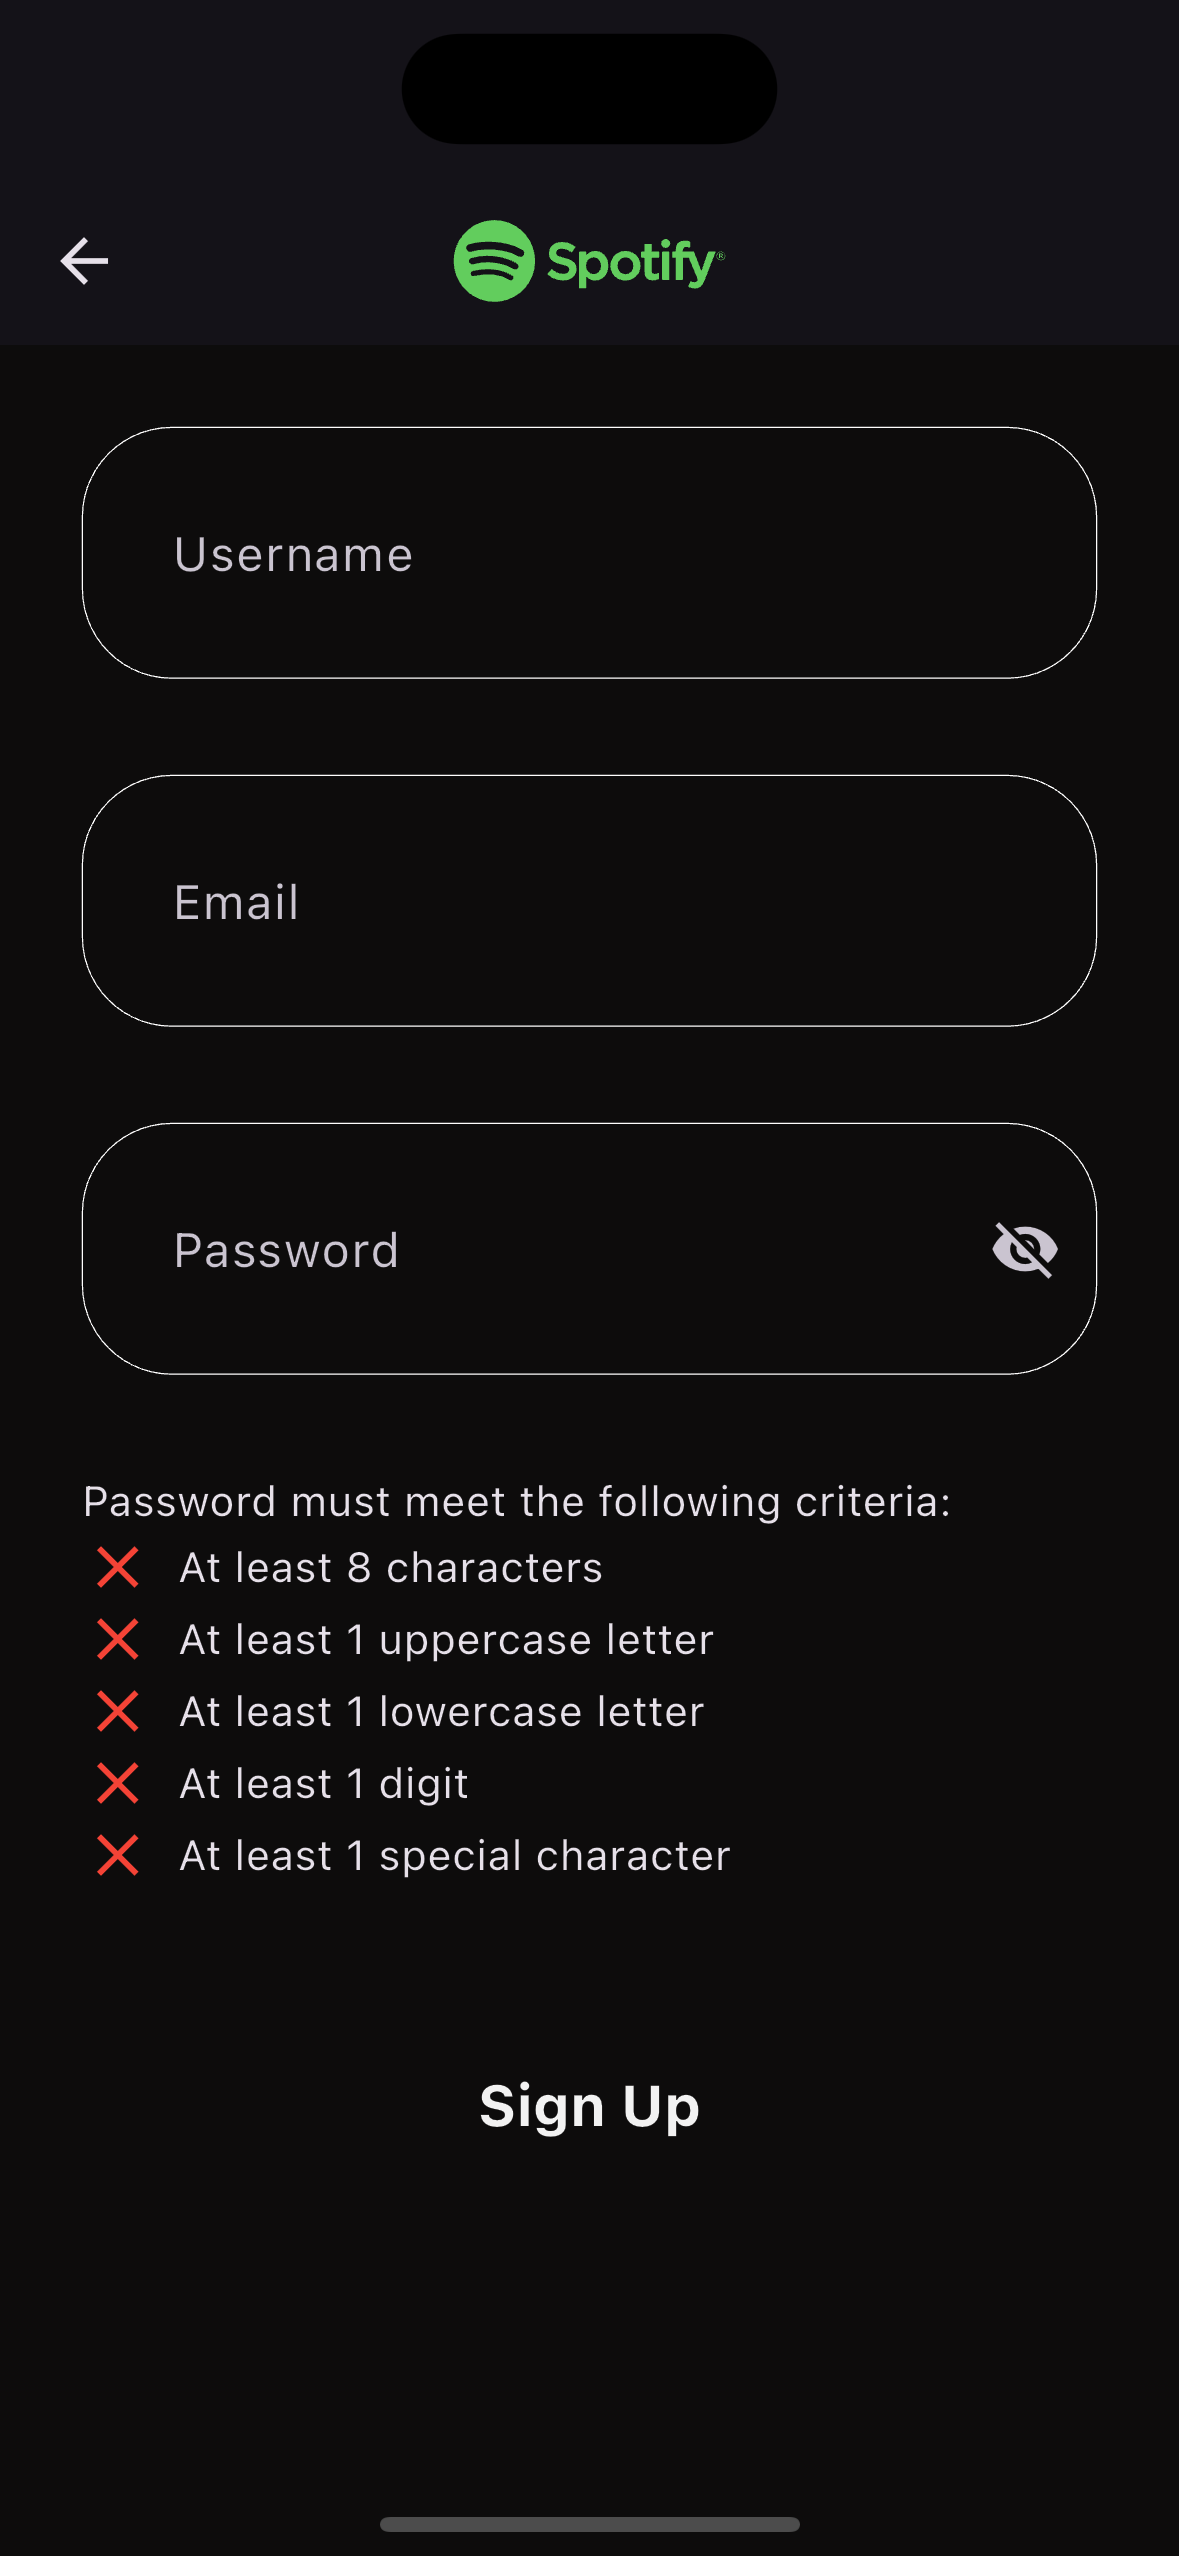 Spotify®
Username
Email
Password
Password must meet the following criteria:
At least 8 characters
At least 1 uppercase letter
At least 1 lowercase letter
At least 1 digit
At least 1 special character
Sign Up